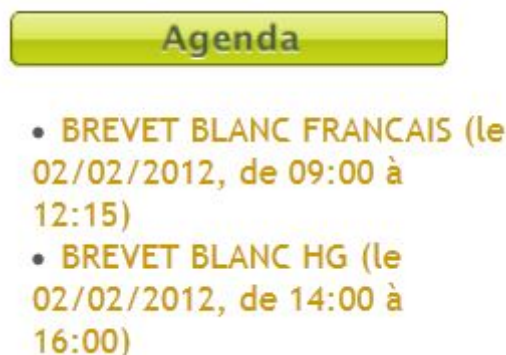 Agenda
• BREVET BLANC FRANCAIS (le
02/02/2012, de 09:00 à
12:15)
• BREVET BLANC HG (le
02/02/2012, de 14:00 à
16:00)